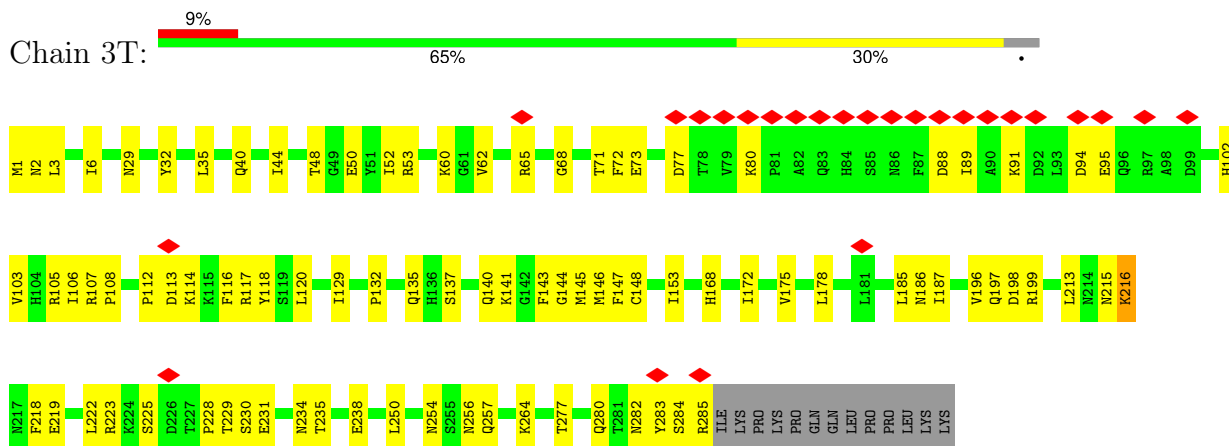 9%
Chain 3T:
65% 30% .
M1 N2 L3 I6 N29 Y32 L35 Q40 I44 T48 G49 E50 Y51 I52 R53 K60 G61 V62 R65 G68 T71 F72 E73 D77 T78 V79 K80 P81 A82 Q83 H84 S85 N86 F87 D88 I89 A90 K91 D92 L93 D94 E95 Q96 R97 A98 D99 H102
V103 H104 R105 I106 R107 P108 P112 D113 K114 K115 F116 R117 Y118 S119 L120 I129 P132 Q135 H136 S137 Q140 K141 G142 F143 G144 M145 M146 F147 C148 I153 H168 I172 V175 L178 L181 L185 N186 I187 V196 Q197 D198 R199 L213 N214 N215 K216
N217 F218 E219 L222 R223 K224 S225 D226 T227 P228 T229 S230 E231 N234 T235 E238 L250 N254 S255 N256 Q257 K264 T277 Q280 T281 N282 Y283 S284 R285 ILE LYS PRO LYS PRO GLN GLN LEU PRO PRO LEU LYS LYS